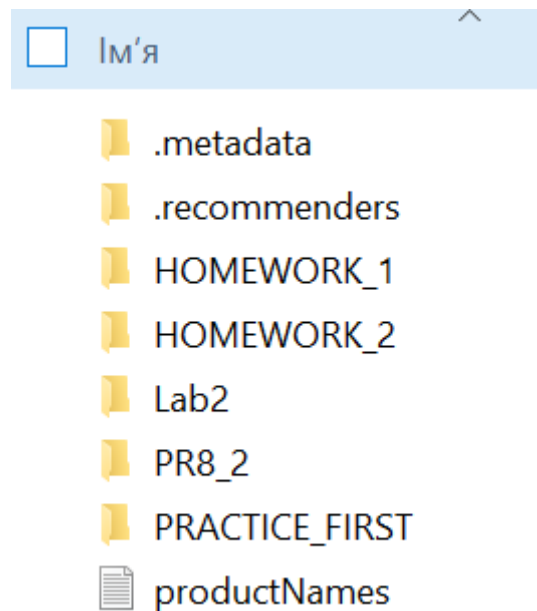 Ім’я
.metadata
.recommenders
HOMEWORK_1
HOMEWORK_2
Lab2
PR8_2
PRACTICE_FIRST
productNames